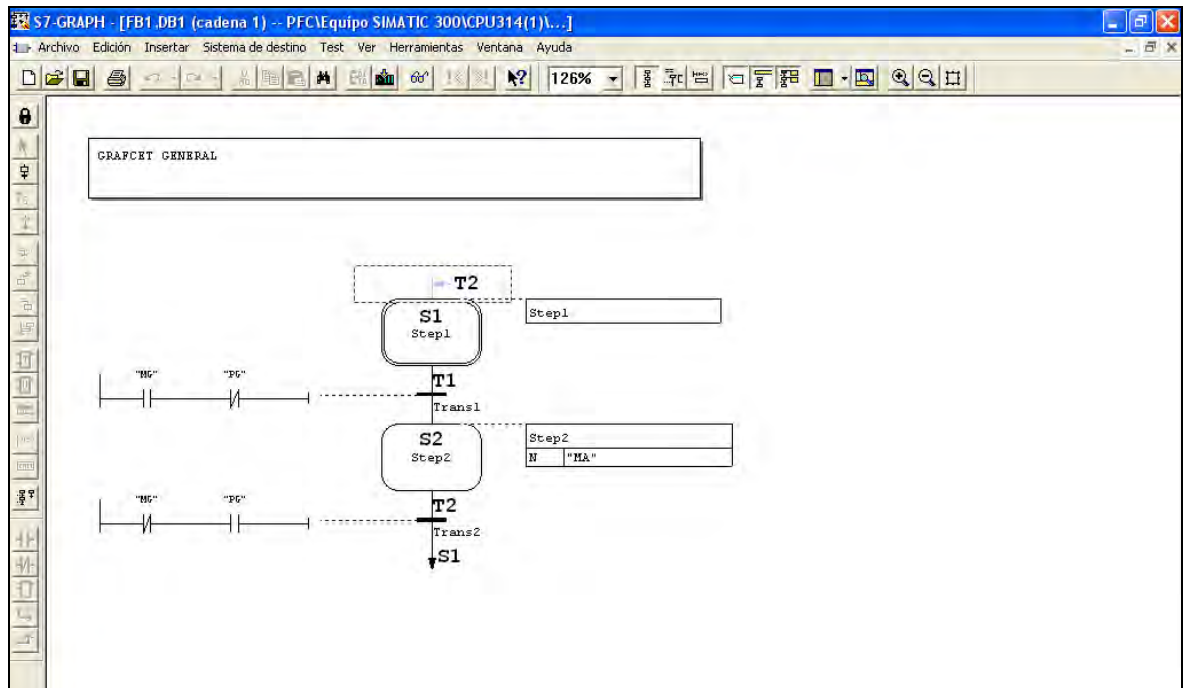 S7-GRAPH - [FB1,DB1 (cadena 1) -- PFC\Equipo SIMATIC 300\CPU314(1)\...]
Archivo Edición Insertar Sistema de destino Test Ver Herramientas Ventana Ayuda
126%
GRAFCET GENERAL
T2
S1
Step1
Step1
"MG" "PG"
T1
Trans1
S2
Step2
Step2
N "MA"
"MG" "PG"
T2
Trans2
S1